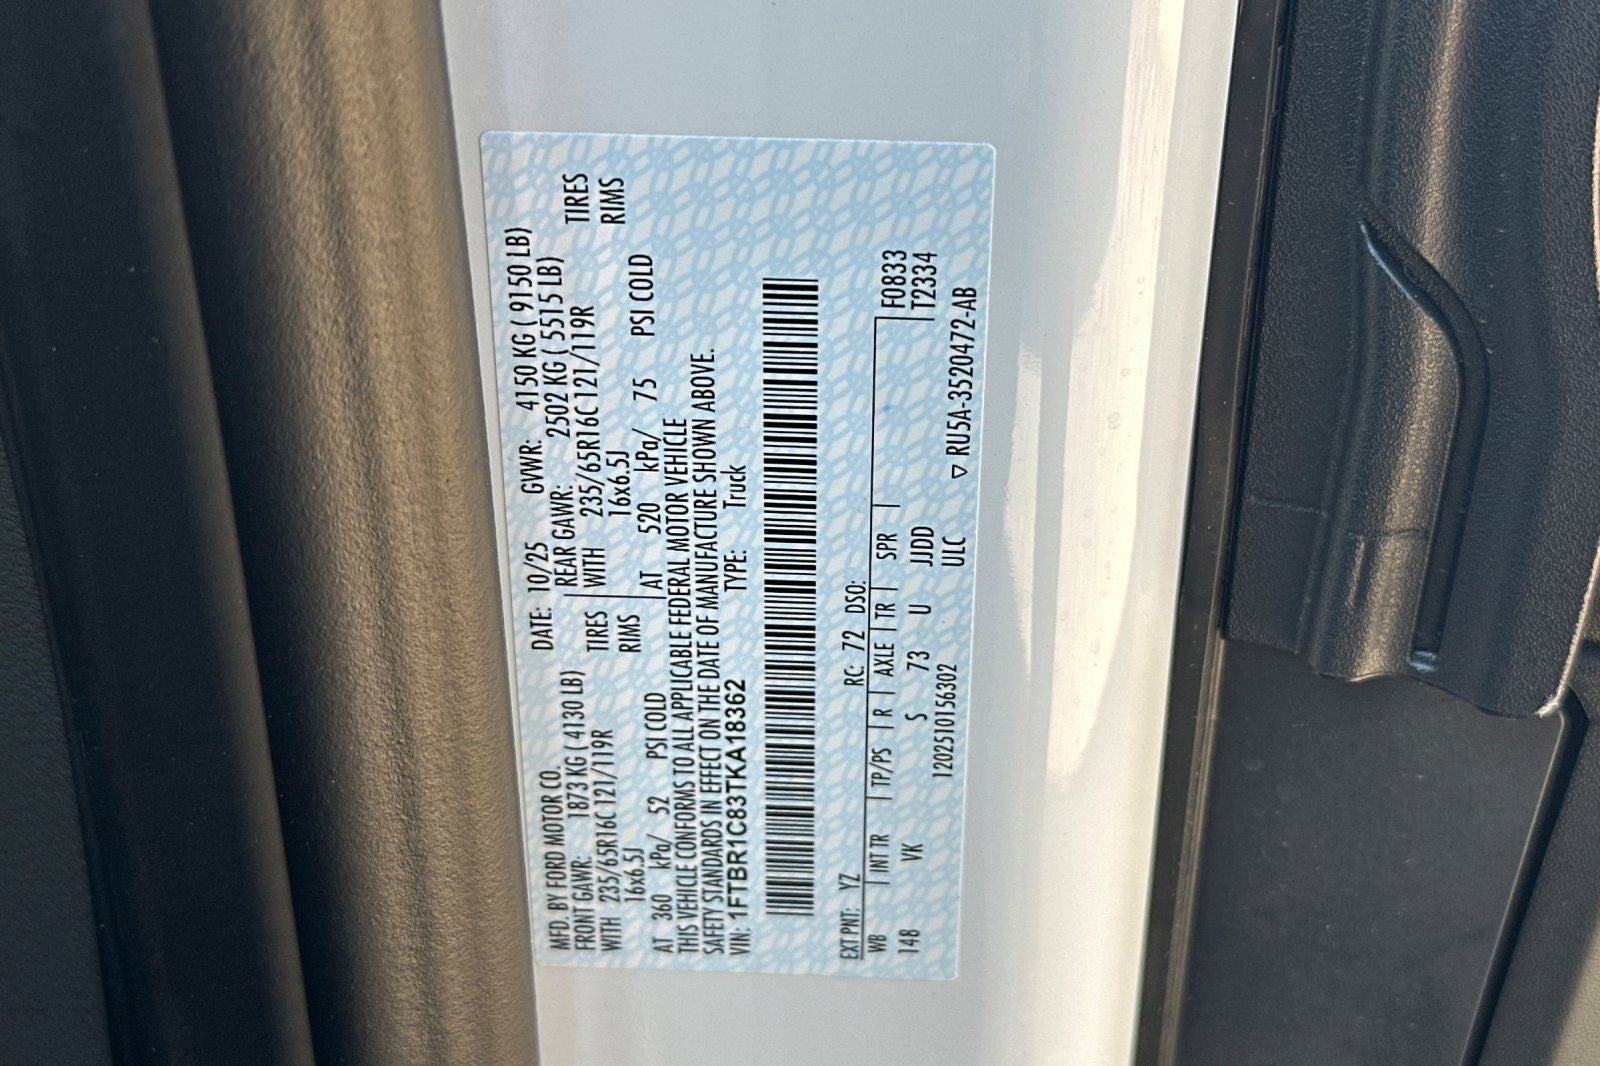 MFD. BY FORD MOTOR CO. DATE: 10/25 GVWR: 4150 KG ( 9150 LB)
FRONT GAWR: 1873 KG ( 4130 LB) REAR GAWR: 2502 KG ( 5515 LB)
WITH 235/65R16C 121/119R TIRES WITH 235/65R16C 121/119R TIRES
16x6.5J RIMS 16x6.5J RIMS
AT 360 kPa/ 52 PSI COLD AT 520 kPa/ 75 PSI COLD
THIS VEHICLE CONFORMS TO ALL APPLICABLE FEDERAL MOTOR VEHICLE
SAFETY STANDARDS IN EFFECT ON THE DATE OF MANUFACTURE SHOWN ABOVE.
VIN: 1FTBR1C83TKA18362 TYPE: Truck
EXT PNT: YZ RC: 72 DSO:
WB INT TR TP/PS R AXLE TR SPR F0833
148 VK S 73 U JJDD T2334
1202510156302 ULC ▽ RU5A-3520472-AB